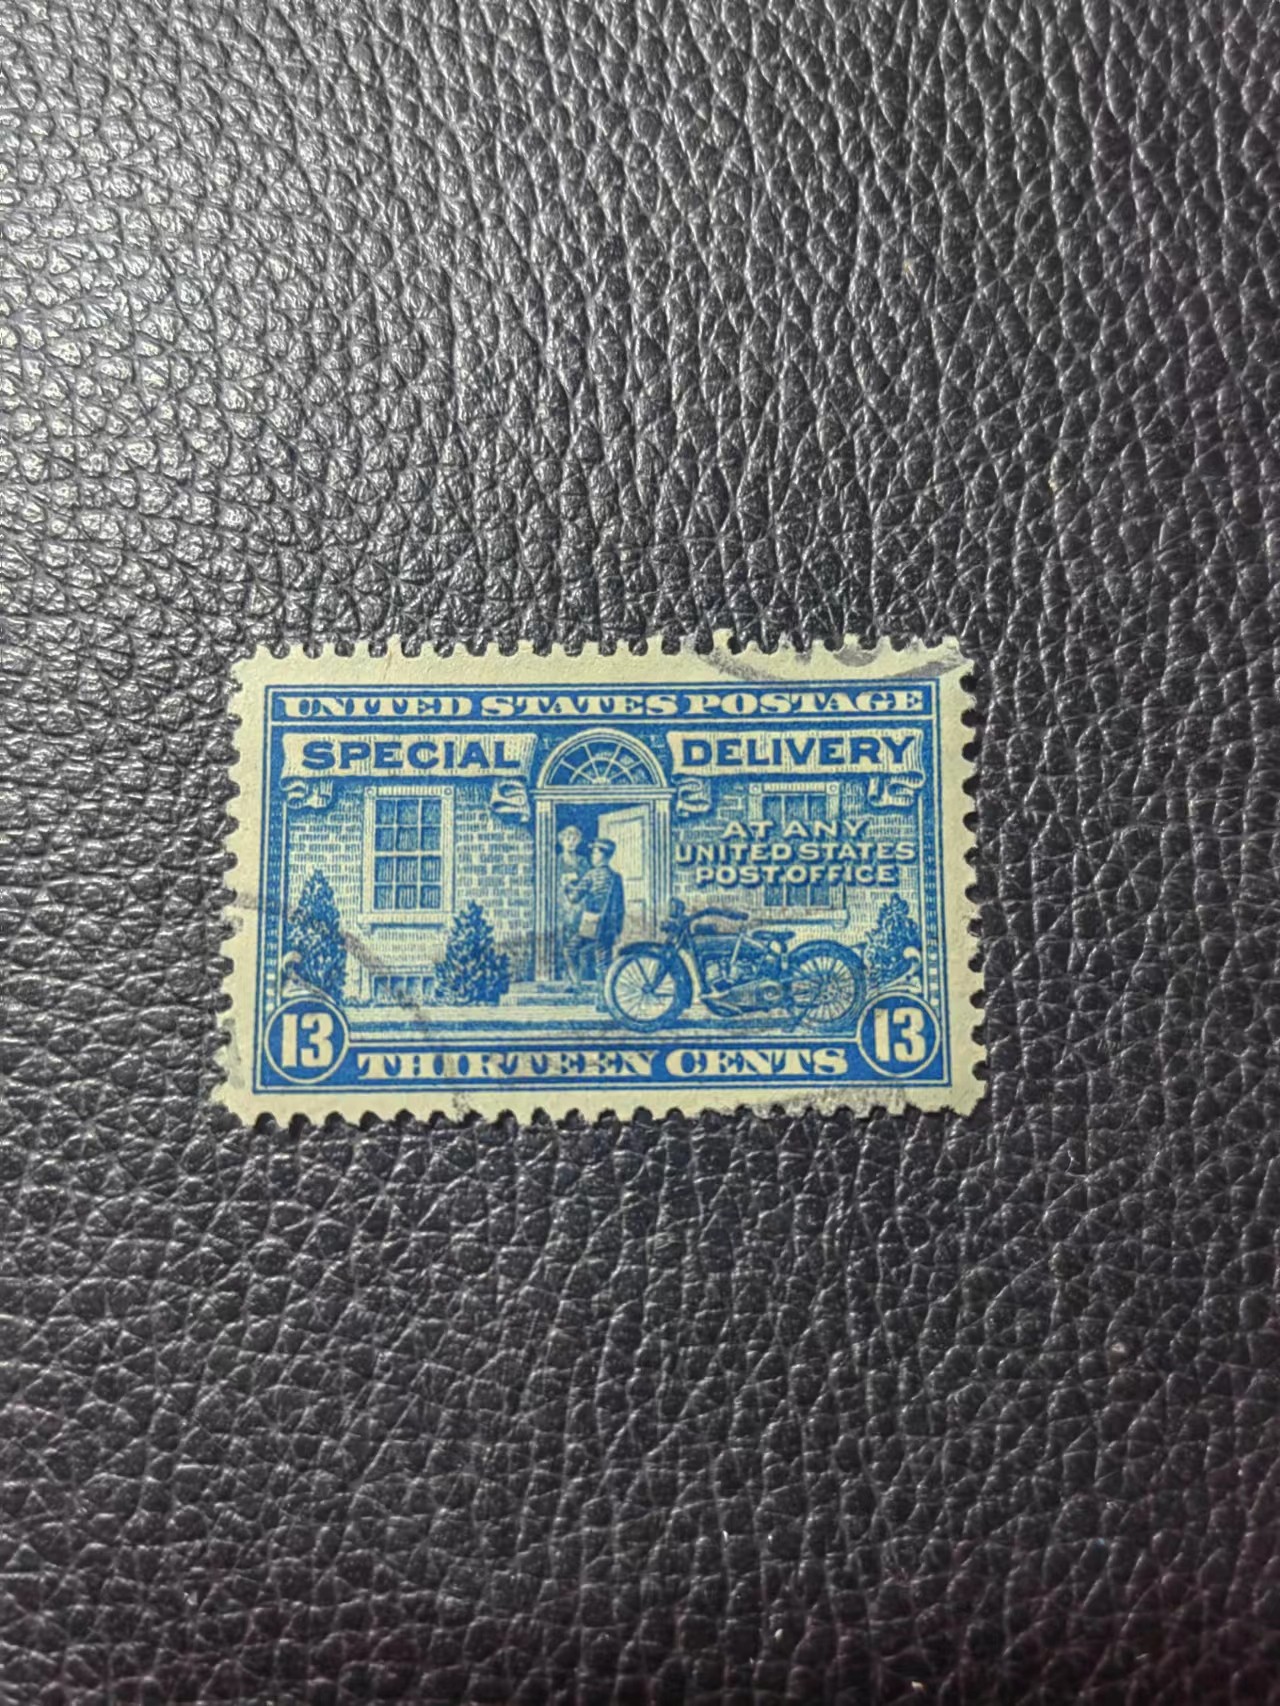 UNITED STATES POSTAGE
SPECIAL DELIVERY
AT ANY
UNITED STATES
POST OFFICE
13 THIRTEEN CENTS 13